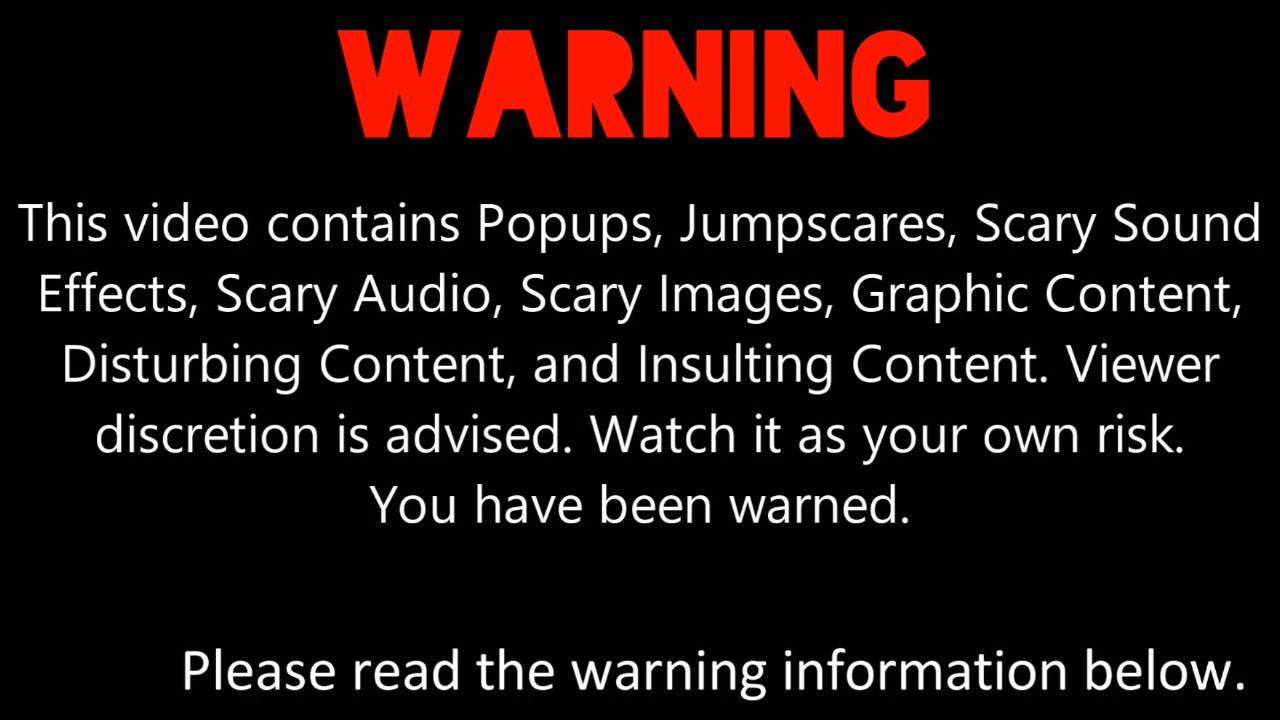 WARNING
This video contains Popups, Jumpscares, Scary Sound
Effects, Scary Audio, Scary Images, Graphic Content,
Disturbing Content, and Insulting Content. Viewer
discretion is advised. Watch it as your own risk.
You have been warned.
Please read the warning information below.